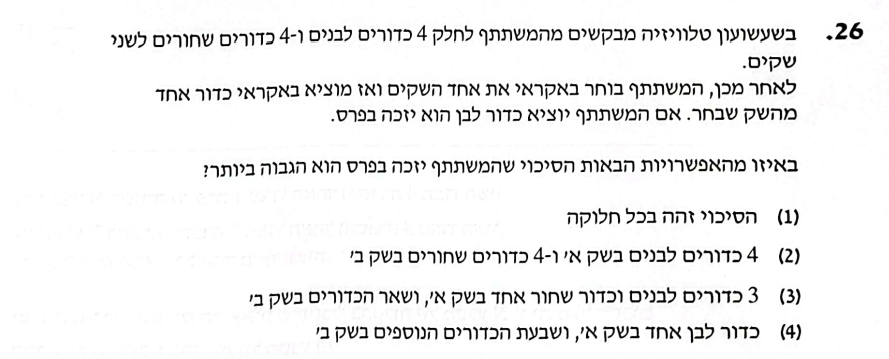 26. בשעשועון טלוויזיה מבקשים מהמשתתף לחלק 4 כדורים לבנים ו-4 כדורים שחורים לשני
שקים.
לאחר מכן, המשתתף בוחר באקראי את אחד השקים ואז מוציא באקראי כדור אחד
מהשק שבחר. אם המשתתף יוציא כדור לבן הוא יזכה בפרס.
באיזו מהאפשרויות הבאות הסיכוי שהמשתתף יזכה בפרס הוא הגבוה ביותר?
(1) הסיכוי זהה בכל חלוקה
(2) 4 כדורים לבנים בשק א' ו-4 כדורים שחורים בשק ב'
(3) 3 כדורים לבנים וכדור שחור אחד בשק א', ושאר הכדורים בשק ב'
(4) כדור לבן אחד בשק א', ושבעת הכדורים הנוספים בשק ב'